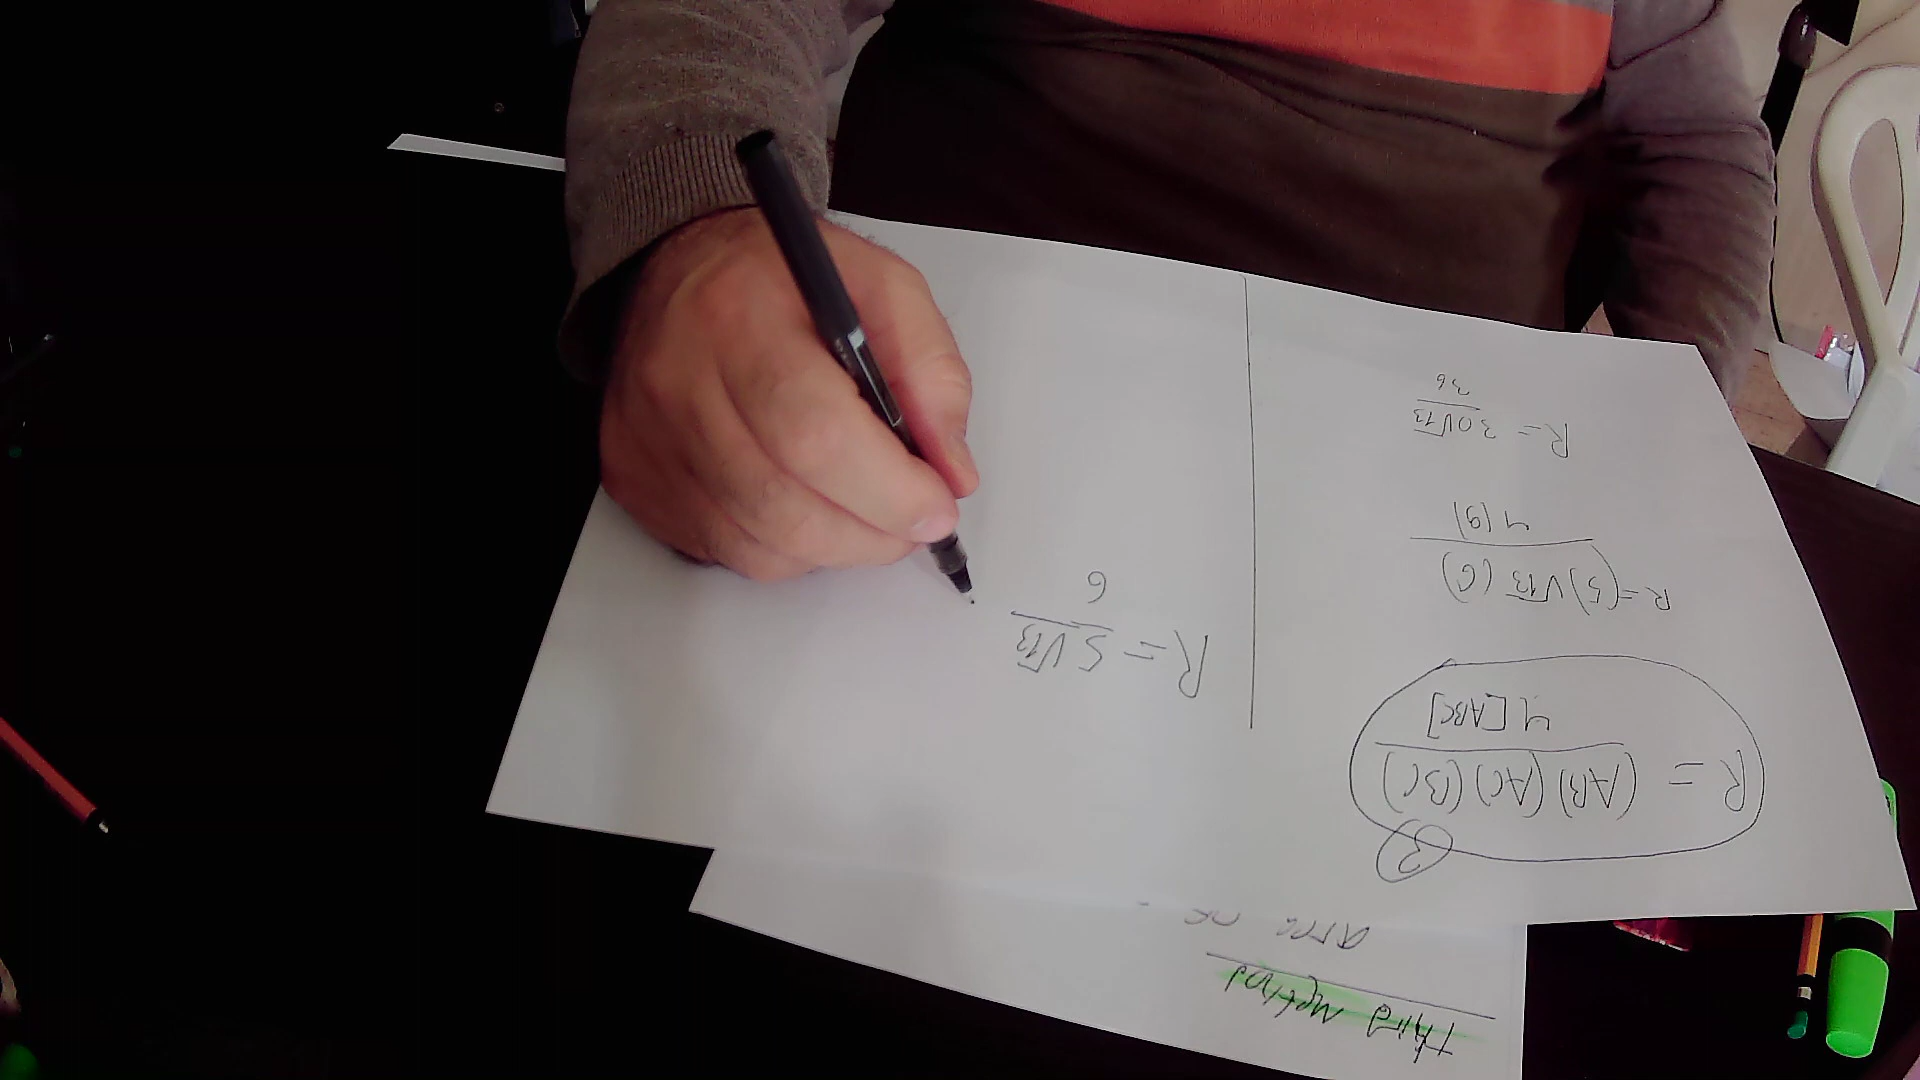 third method
area of
2
R = (AB)(AC)(BC)
4[ABC]
R = (5)√13 (6)
4(9)
R = 30√13
36
R = 5√13
6